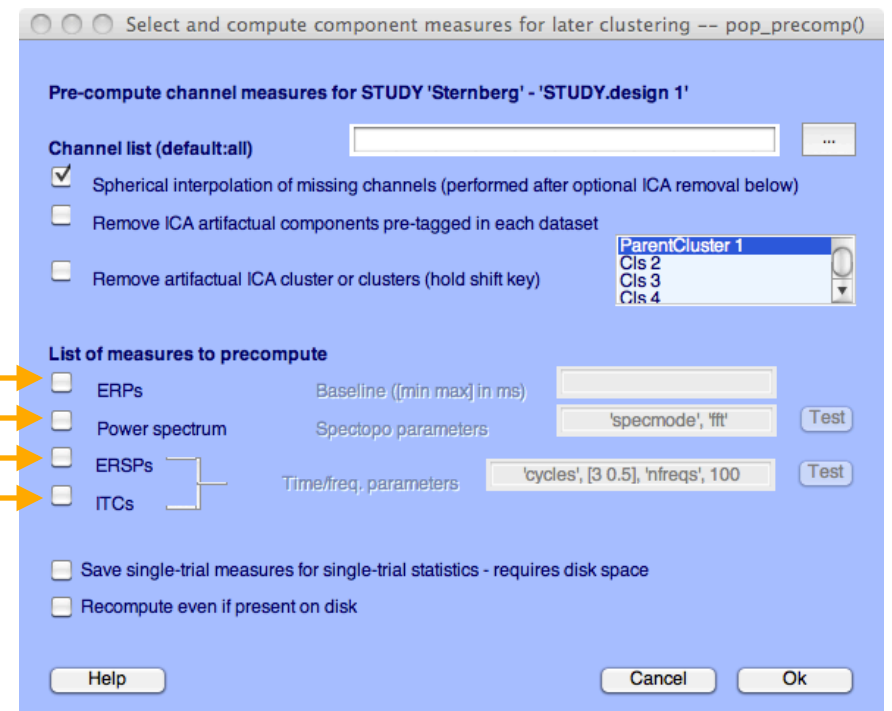 Select and compute component measures for later clustering -- pop_precomp()
Pre-compute channel measures for STUDY 'Sternberg' - 'STUDY.design 1'
Channel list (default:all) ...
Spherical interpolation of missing channels (performed after optional ICA removal below)
Remove ICA artifactual components pre-tagged in each dataset
Remove artifactual ICA cluster or clusters (hold shift key)
ParentCluster 1
Cls 2
Cls 3
Cls 4
List of measures to precompute
ERPs Baseline ([min max] in ms)
Power spectrum Spectopo parameters 'specmode', 'fft' Test
ERSPs
ITCs
Time/freq. parameters 'cycles', [3 0.5], 'nfreqs', 100 Test
Save single-trial measures for single-trial statistics - requires disk space
Recompute even if present on disk
Help Cancel Ok